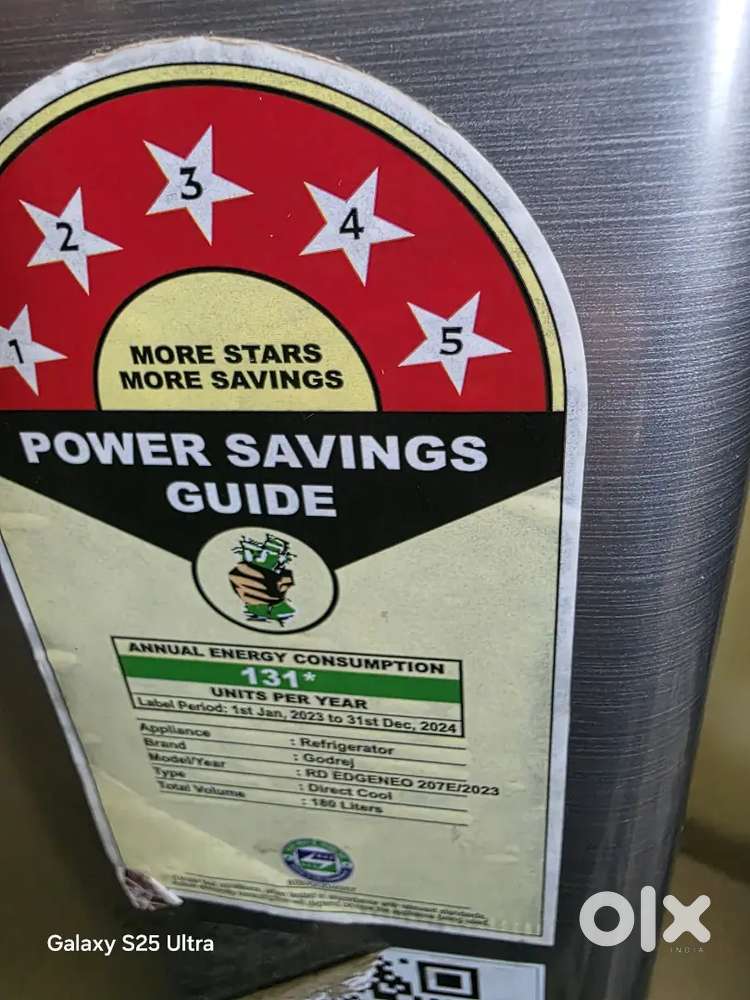 1
2
3
4
5
MORE STARS
MORE SAVINGS
POWER SAVINGS
GUIDE
ANNUAL ENERGY CONSUMPTION
131*
UNITS PER YEAR
Label Period: 1st Jan, 2023 to 31st Dec, 2024
Appliance : Refrigerator
Brand : Godrej
Model/Year : RD EDGENEO 207E/2023
Type : Direct Cool
Total Volume : 180 Liters
Galaxy S25 Ultra
olx
INDIA